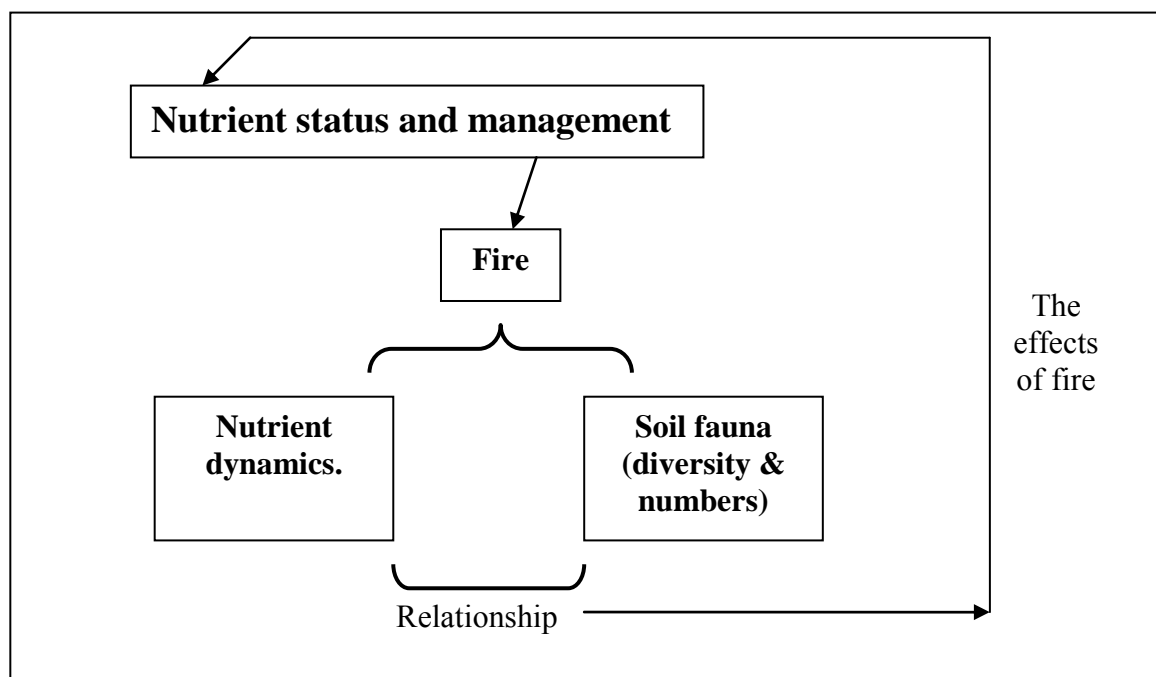 Nutrient status and management
Fire
The
effects
of fire
Nutrient
dynamics.
Soil fauna
(diversity &
numbers)
Relationship